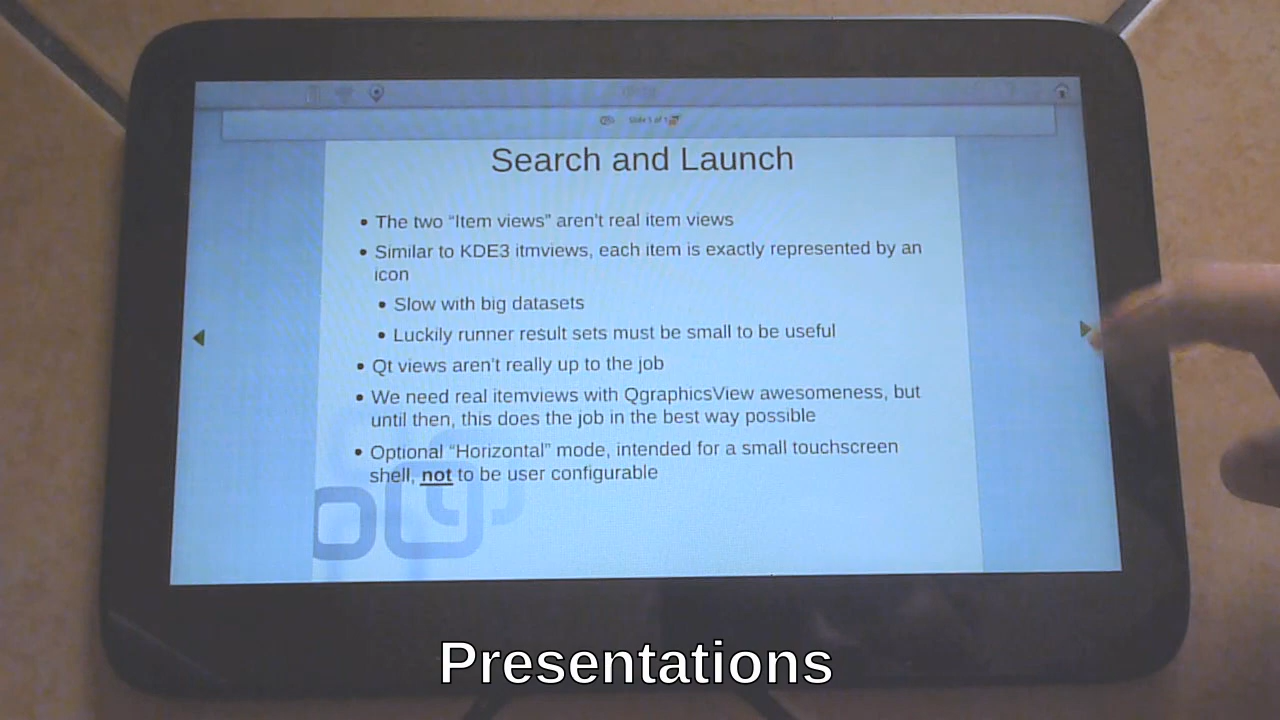 Search and Launch
The two “Item views” aren't real item views
Similar to KDE3 itmviews, each item is exactly represented by an
icon
Slow with big datasets
Luckily runner result sets must be small to be useful
Qt views aren't really up to the job
We need real itemviews with QgraphicsView awesomeness, but
until then, this does the job in the best way possible
Optional “Horizontal” mode, intended for a small touchscreen
shell, not to be user configurable
Presentations